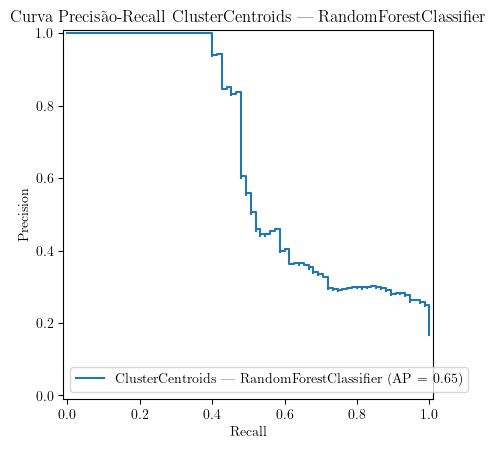 Curva Precisão-Recall ClusterCentroids — RandomForestClassifier
1.0
0.8
0.6
0.4
0.2
0.0
Precision
ClusterCentroids — RandomForestClassifier (AP = 0.65)
0.0 0.2 0.4 0.6 0.8 1.0
Recall